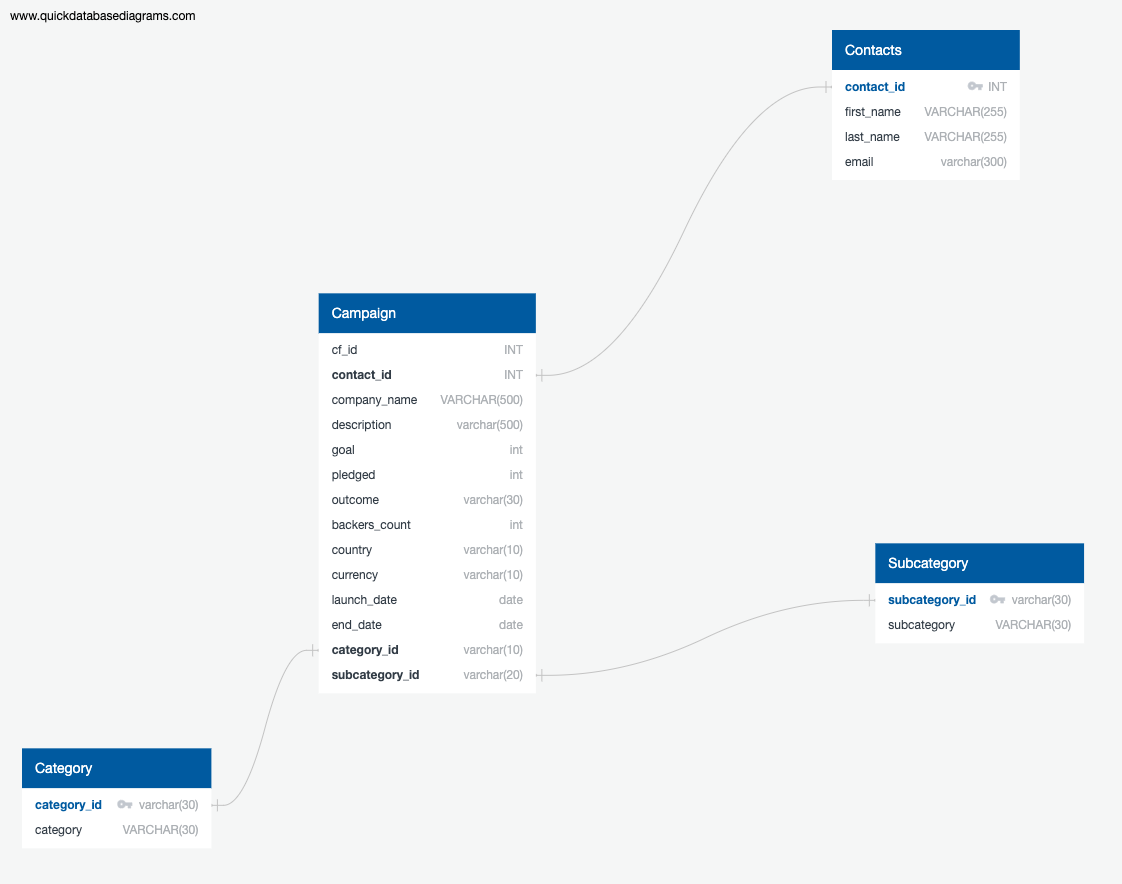 www.quickdatabasediagrams.com
Contacts
contact_id INT
first_name VARCHAR(255)
last_name VARCHAR(255)
email varchar(300)
Campaign
cf_id INT
contact_id INT
company_name VARCHAR(500)
description varchar(500)
goal int
pledged int
outcome varchar(30)
backers_count int
country varchar(10)
currency varchar(10)
launch_date date
end_date date
category_id varchar(10)
subcategory_id varchar(20)
Subcategory
subcategory_id varchar(30)
subcategory VARCHAR(30)
Category
category_id varchar(30)
category VARCHAR(30)